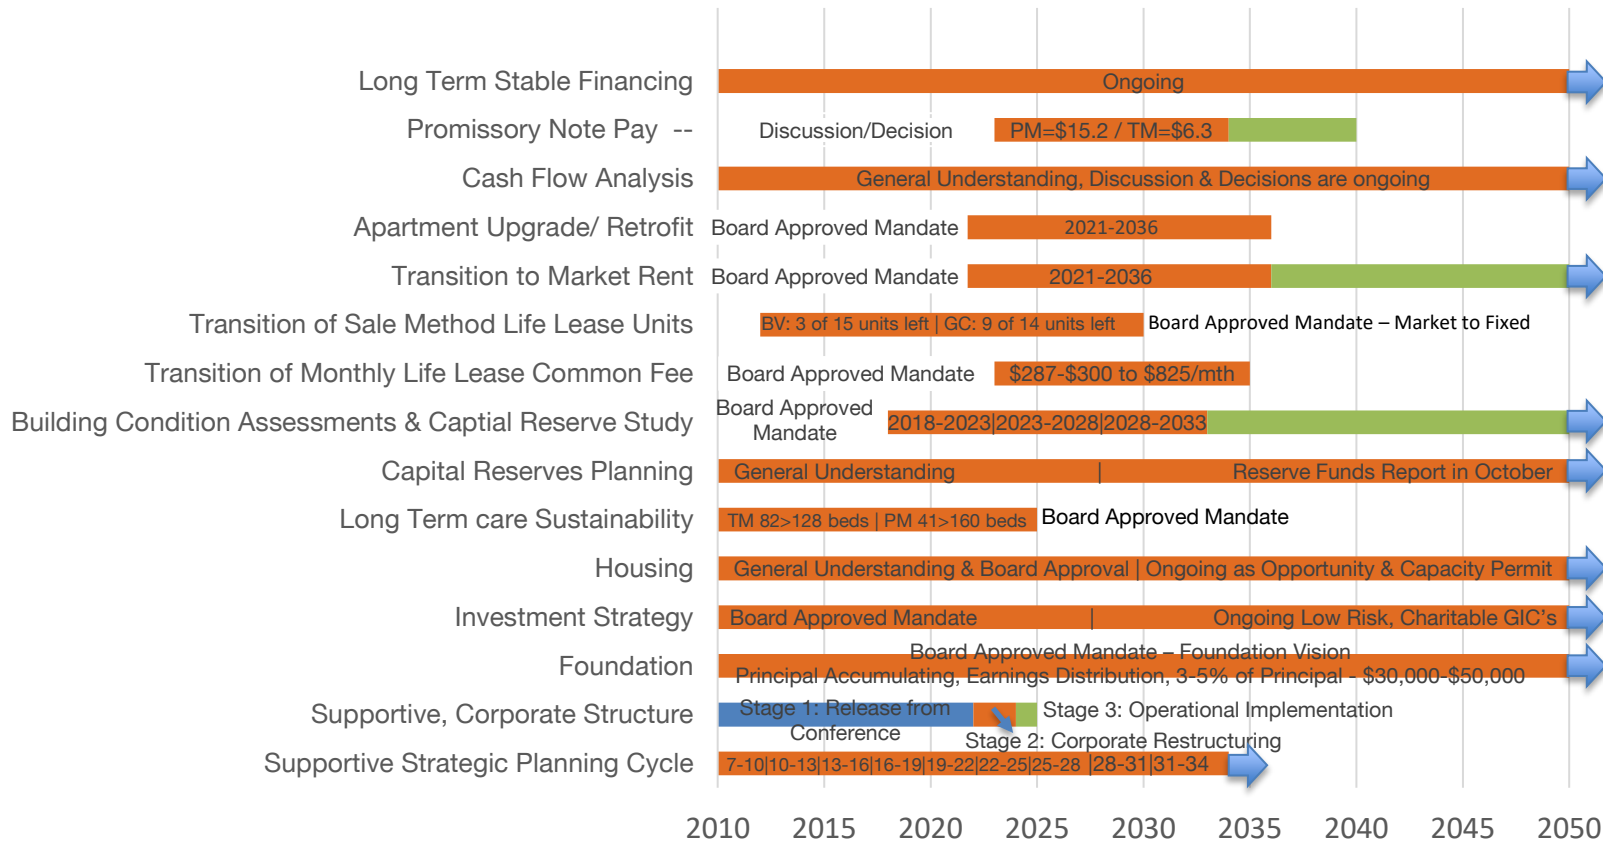 Long Term Stable Financing Ongoing
Promissory Note Pay -- Discussion/Decision PM=$15.2 / TM=$6.3
Cash Flow Analysis General Understanding, Discussion & Decisions are ongoing
Apartment Upgrade/ Retrofit Board Approved Mandate 2021-2036
Transition to Market Rent Board Approved Mandate 2021-2036
Transition of Sale Method Life Lease Units BV: 3 of 15 units left | GC: 9 of 14 units left Board Approved Mandate – Market to Fixed
Transition of Monthly Life Lease Common Fee Board Approved Mandate $287-$300 to $825/mth
Building Condition Assessments & Captial Reserve Study Board Approved
Mandate 2018-2023|2023-2028|2028-2033
Capital Reserves Planning General Understanding | Reserve Funds Report in October
Long Term care Sustainability TM 82>128 beds | PM 41>160 beds Board Approved Mandate
Housing General Understanding & Board Approval | Ongoing as Opportunity & Capacity Permit
Investment Strategy Board Approved Mandate | Ongoing Low Risk, Charitable GIC's
Foundation Board Approved Mandate – Foundation Vision
Principal Accumulating, Earnings Distribution, 3-5% of Principal - $30,000-$50,000
Supportive, Corporate Structure Stage 1: Release from
Conference Stage 3: Operational Implementation
Stage 2: Corporate Restructuring
Supportive Strategic Planning Cycle 7-10|10-13|13-16|16-19|19-22|22-25|25-28 |28-31|31-34
2010 2015 2020 2025 2030 2035 2040 2045 2050